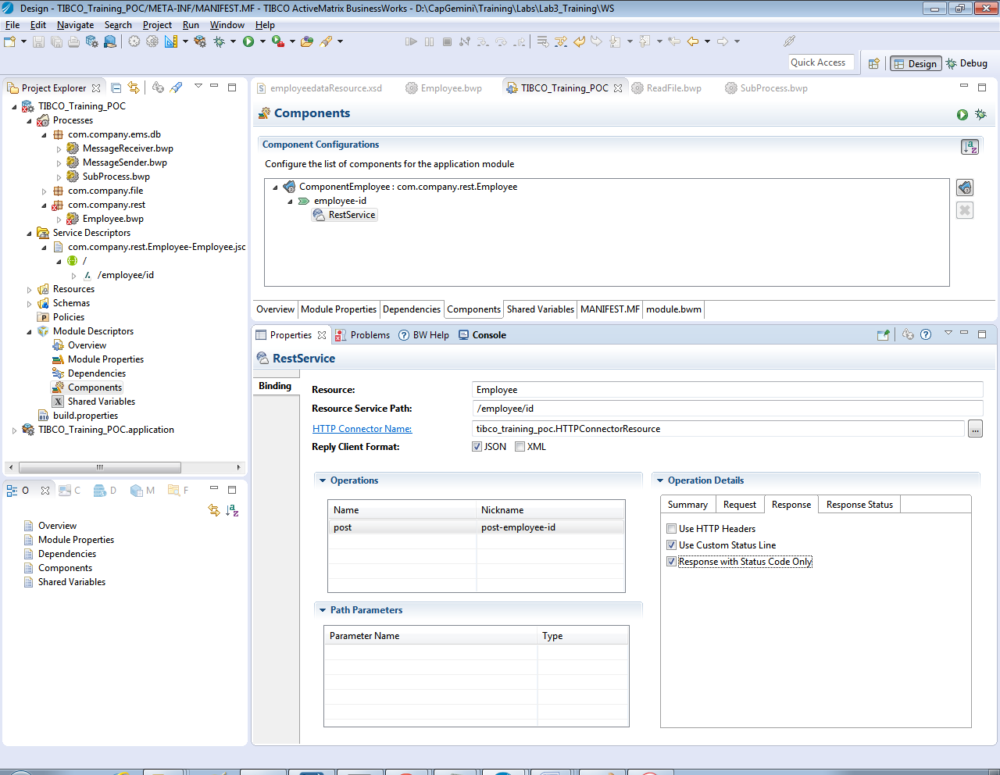 Design - TIBCO_Training_POC/META-INF/MANIFEST.MF - TIBCO ActiveMatrix BusinessWorks - D:\CapGemini\Training\Labs\Lab3_Training\WS
File Edit Navigate Search Project Run Window Help
Quick Access
Design
Debug
Project Explorer
TIBCO_Training_POC
Processes
com.company.ems.db
MessageReceiver.bwp
MessageSender.bwp
SubProcess.bwp
com.company.file
com.company.rest
Employee.bwp
Service Descriptors
com.company.rest.Employee-Employee.jsc
/
/employee/id
Resources
Schemas
Policies
Module Descriptors
Overview
Module Properties
Dependencies
Components
Shared Variables
build.properties
TIBCO_Training_POC.application
O C D M F
Overview
Module Properties
Dependencies
Components
Shared Variables
employeedataResource.xsd Employee.bwp TIBCO_Training_POC ReadFile.bwp SubProcess.bwp
Components
Component Configurations
Configure the list of components for the application module
ComponentEmployee : com.company.rest.Employee
employee-id
RestService
Overview Module Properties Dependencies Components Shared Variables MANIFEST.MF module.bwm
Properties Problems BW Help Console
RestService
Binding
Resource: Employee
Resource Service Path: /employee/id
HTTP Connector Name: tibco_training_poc.HTTPConnectorResource ...
Reply Client Format: JSON XML
Operations
Name Nickname
post post-employee-id
Path Parameters
Parameter Name Type
Operation Details
Summary Request Response Response Status
Use HTTP Headers
Use Custom Status Line
Response with Status Code Only